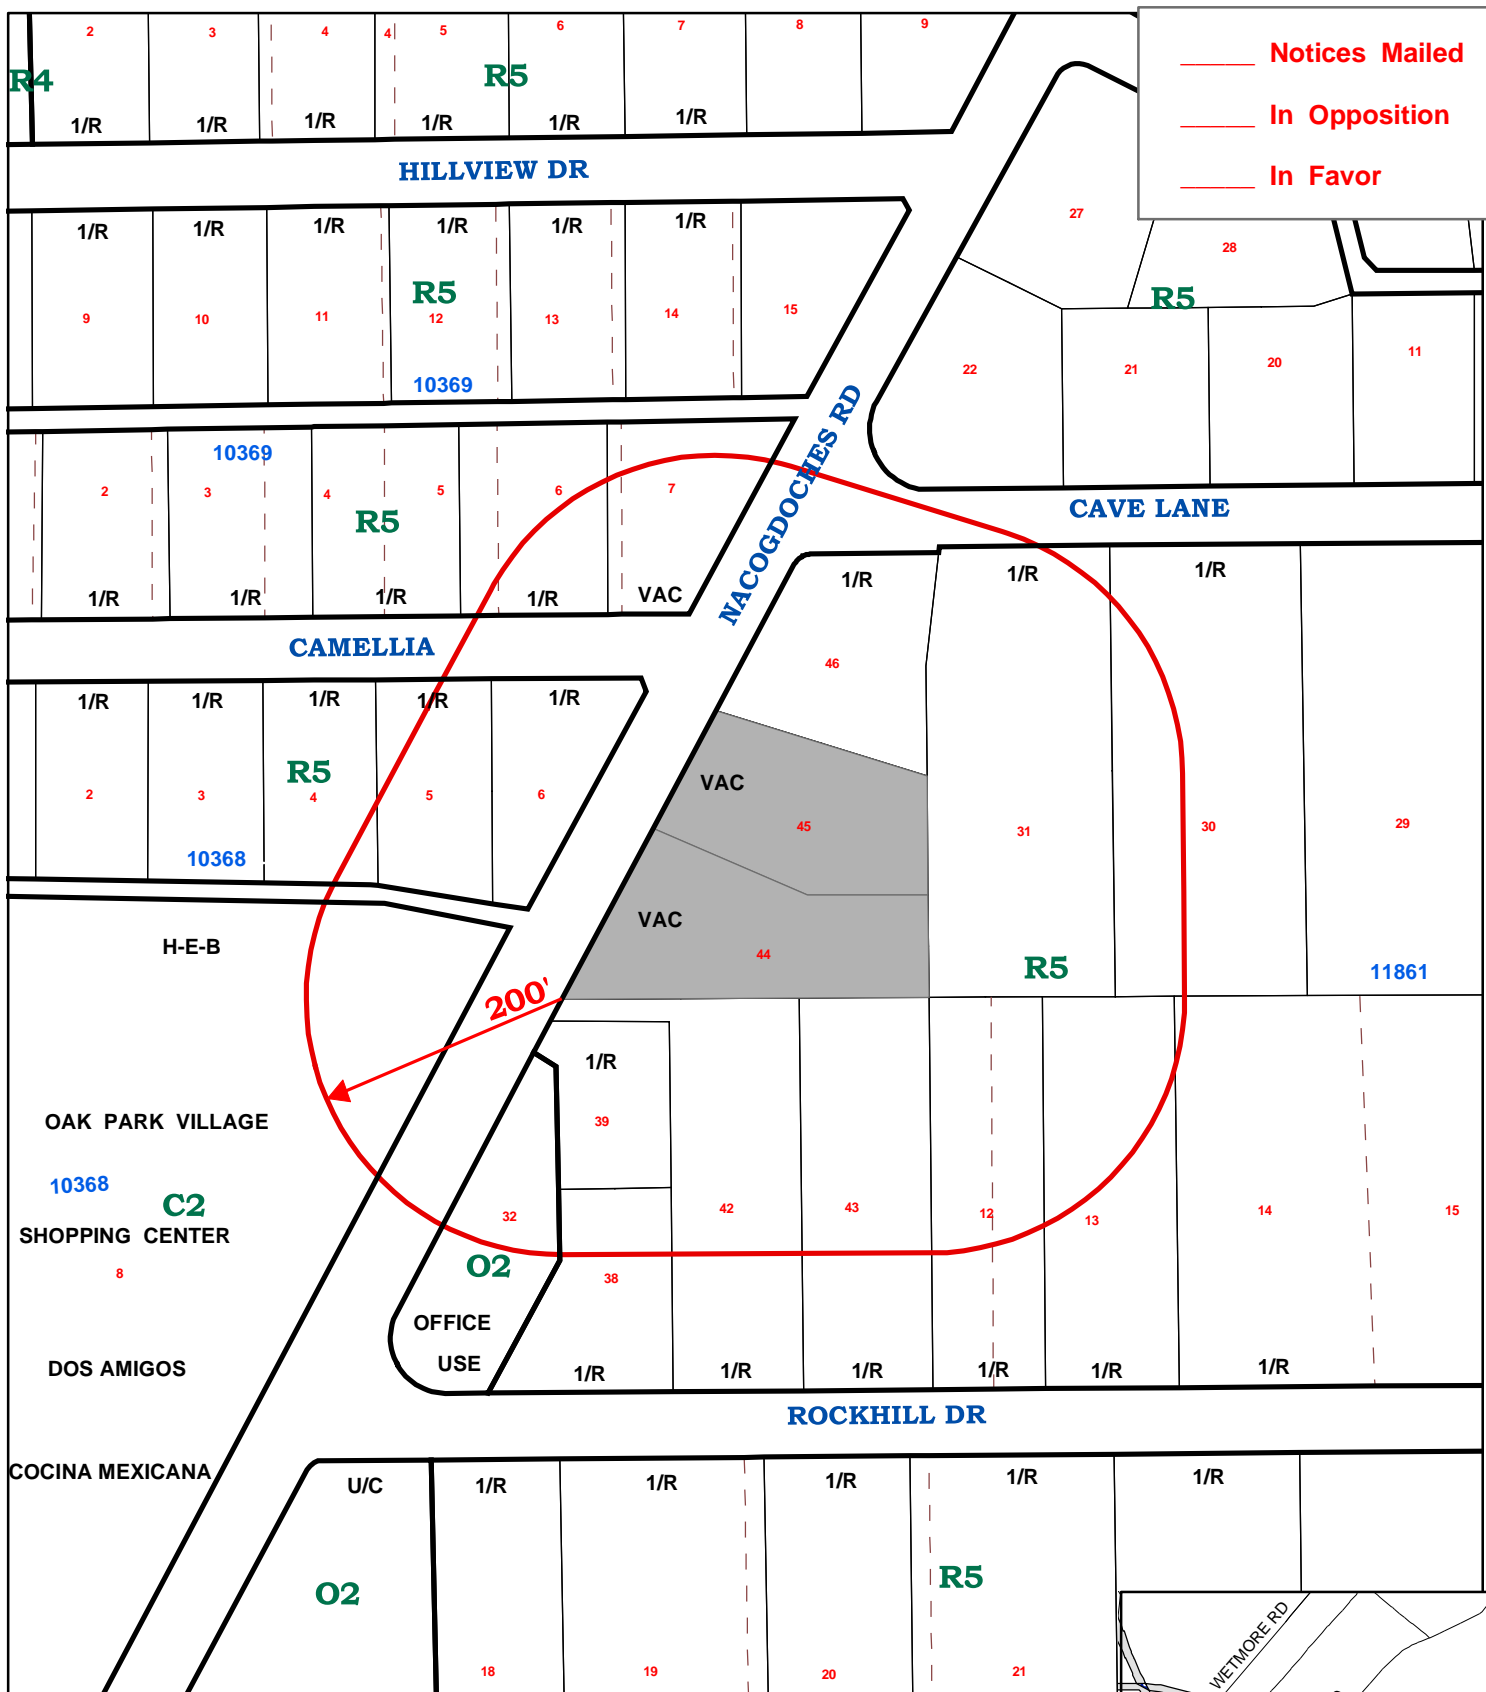 2 3 4 4 5 6 7 8 9
R4 R5
1/R 1/R 1/R 1/R 1/R 1/R
_____ Notices Mailed
_____ In Opposition
_____ In Favor
HILLVIEW DR
1/R 1/R 1/R 1/R 1/R 1/R
R5
9 10 11 12 13 14 15
10369
27
28
R5
22 21 20 11
NACOGDOCHES RD
CAVE LANE
10369
2 3 4 5 6 7
R5
1/R 1/R 1/R 1/R VAC
CAMELLIA
1/R 1/R 1/R
46
1/R 1/R 1/R 1/R 1/R
R5
2 3 4 5 6
10368
VAC
45
31 30 29
VAC
44
R5
11861
H-E-B
200'
OAK PARK VILLAGE
10368
C2
SHOPPING CENTER
8
DOS AMIGOS
COCINA MEXICANA
1/R
39
32
O2
OFFICE
USE
38
42 43 12 13 14 15
1/R 1/R 1/R 1/R 1/R 1/R
ROCKHILL DR
U/C 1/R 1/R 1/R 1/R 1/R
O2
R5
18 19 20 21
WETMORE RD